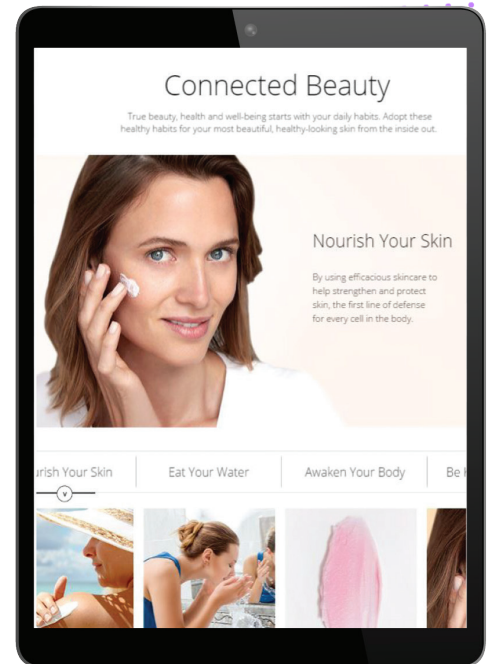 Connected Beauty
True beauty, health and well-being starts with your daily habits. Adopt these
healthy habits for your most beautiful, healthy-looking skin from the inside out.
Nourish Your Skin
By using efficacious skincare to
help strengthen and protect
skin, the first line of defense
for every cell in the body.
urish Your Skin Eat Your Water Awaken Your Body Be